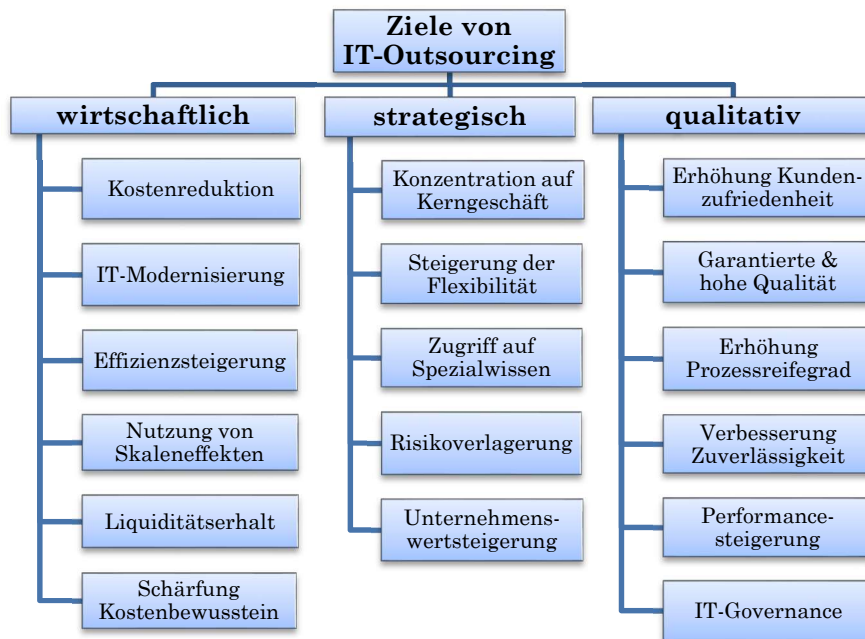 Ziele von
IT-Outsourcing
wirtschaftlich
Kostenreduktion
IT-Modernisierung
Effizienzsteigerung
Nutzung von
Skaleneffekten
Liquiditätserhalt
Schärfung
Kostenbewusstein
strategisch
Konzentration auf
Kerngeschäft
Steigerung der
Flexibilität
Zugriff auf
Spezialwissen
Risikoverlagerung
Unternehmens-
wertsteigerung
qualitativ
Erhöhung Kunden-
zufriedenheit
Garantierte &
hohe Qualität
Erhöhung
Prozessreifegrad
Verbesserung
Zuverlässigkeit
Performance-
steigerung
IT-Governance